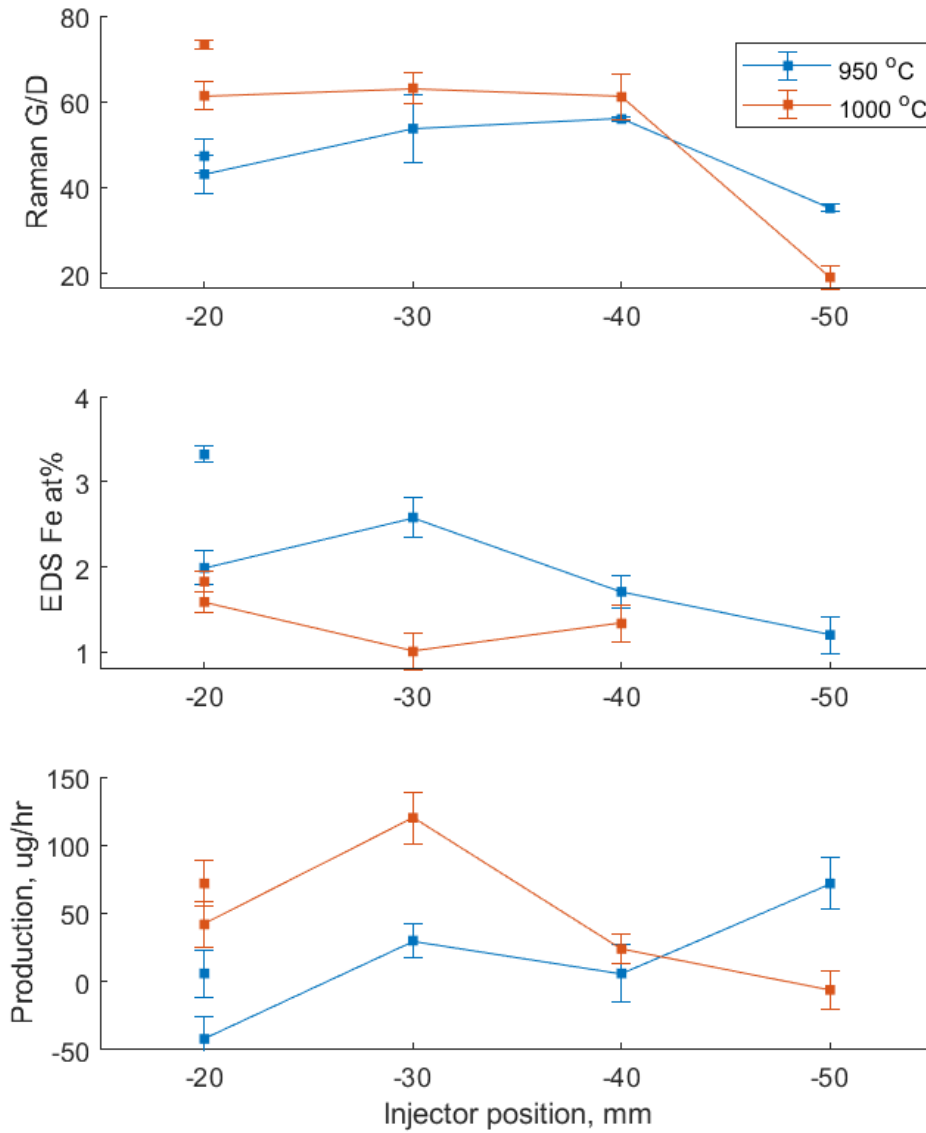 80
60
40
20
Raman G/D
950 °C
1000 °C
-20 -30 -40 -50
4
3
2
1
EDS Fe at%
-20 -30 -40 -50
150
100
50
0
-50
Production, ug/hr
-20 -30 -40 -50
Injector position, mm